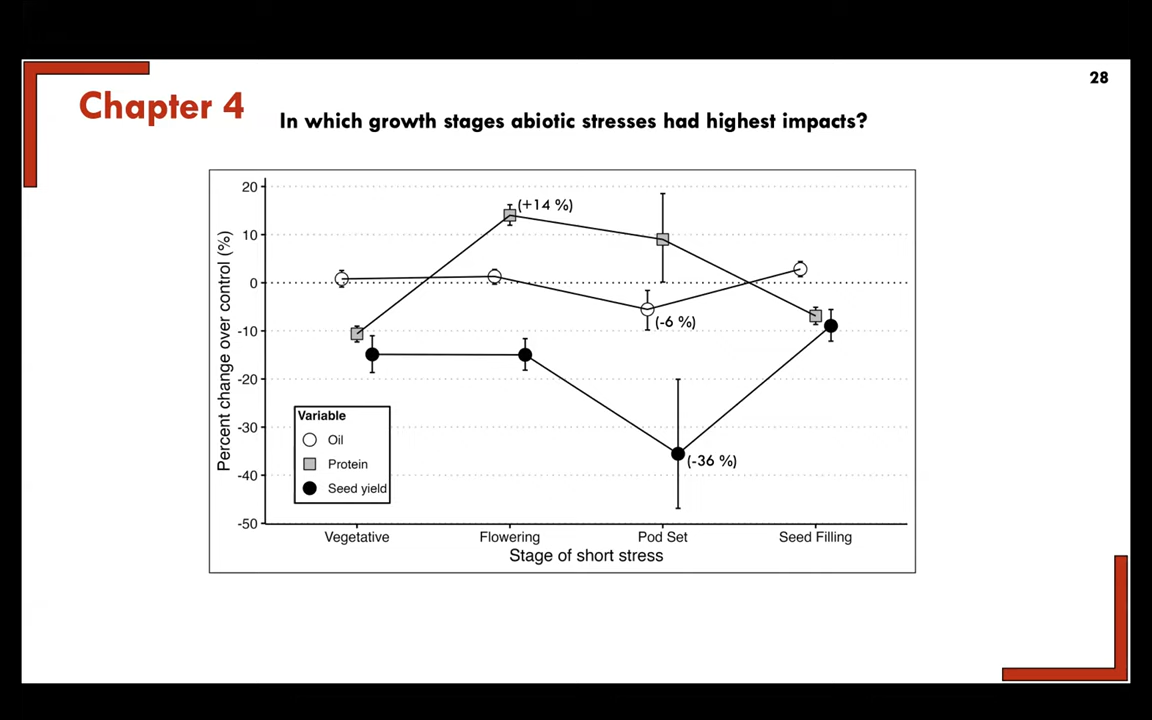 28
Chapter 4
In which growth stages abiotic stresses had highest impacts?
Percent change over control (%)
20
10
0
-10
-20
-30
-40
-50
(+14 %)
(-6 %)
(-36 %)
Variable
Oil
Protein
Seed yield
Vegetative Flowering Pod Set Seed Filling
Stage of short stress